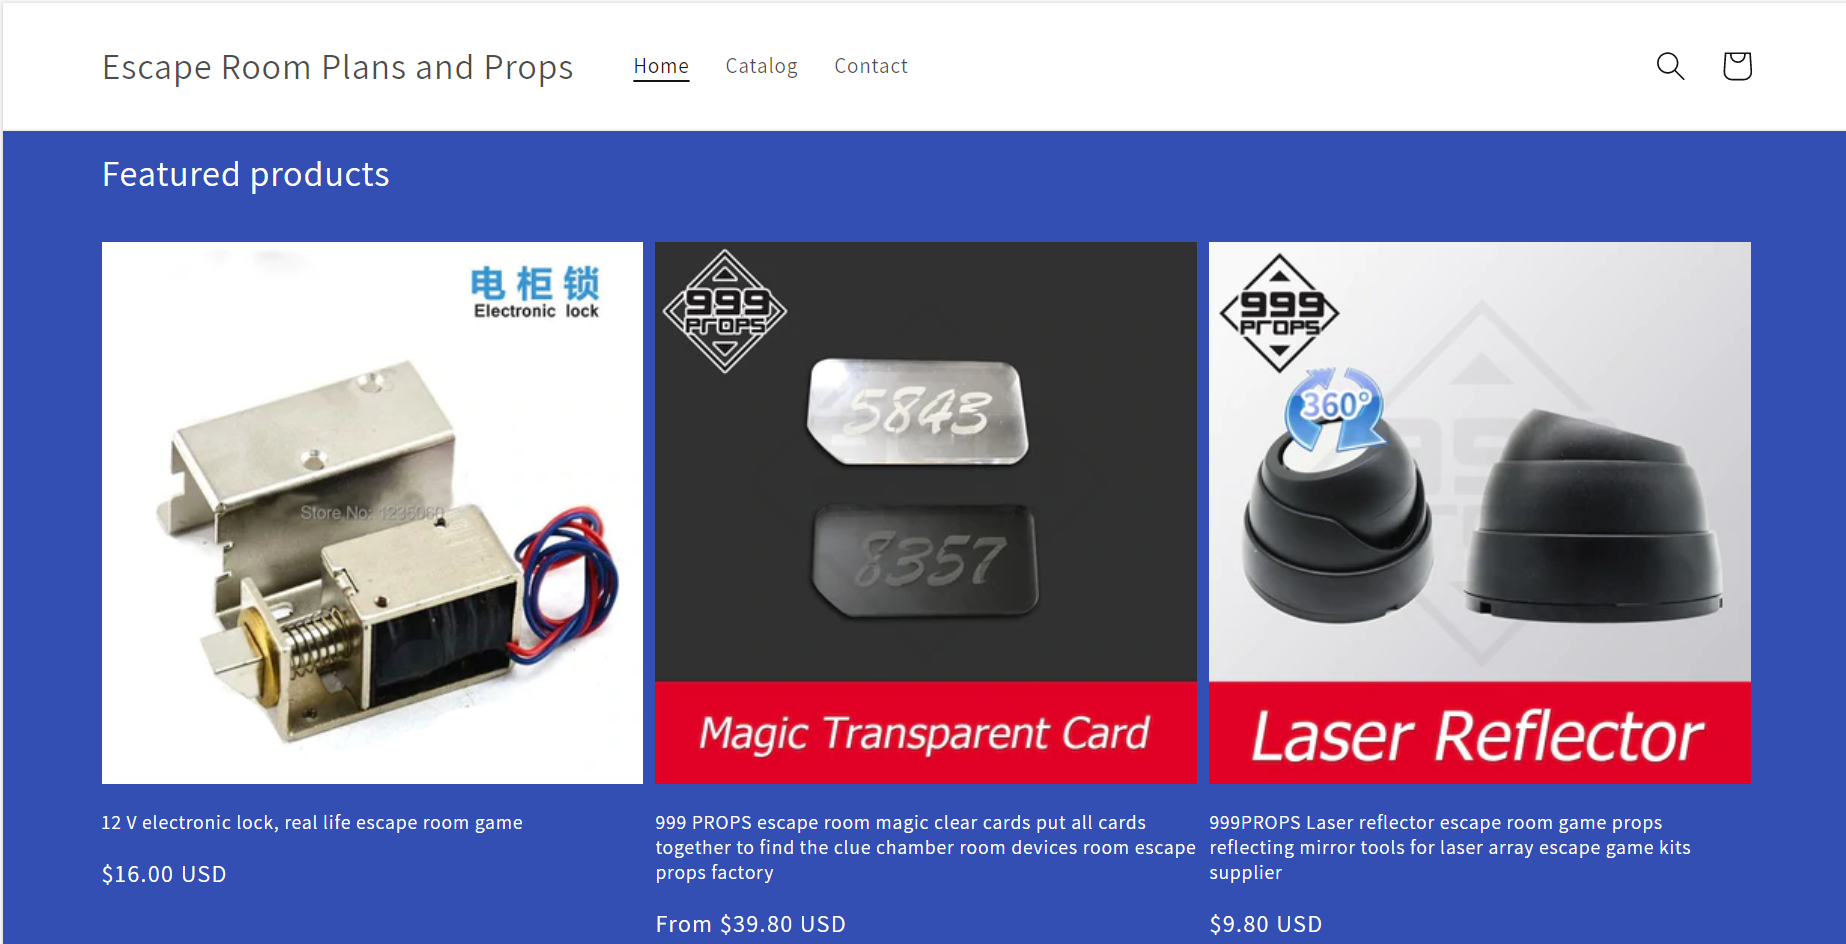 Escape Room Plans and Props
Home
Catalog
Contact
Featured products
电柜锁
Electronic lock
Store No: 1235060
12 V electronic lock, real life escape room game
$16.00 USD
999
PROPS
5843
8357
Magic Transparent Card
999 PROPS escape room magic clear cards put all cards
together to find the clue chamber room devices room escape
props factory
From $39.80 USD
999
PROPS
360°
Laser Reflector
999PROPS Laser reflector escape room game props
reflecting mirror tools for laser array escape game kits
supplier
$9.80 USD